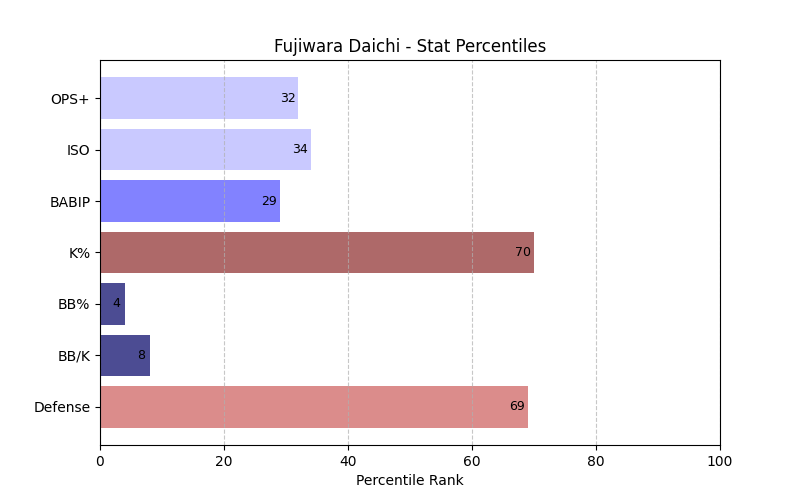 Fujiwara Daichi - Stat Percentiles
OPS+ 32
ISO 34
BABIP 29
K% 70
BB% 4
BB/K 8
Defense 69
0 20 40 60 80 100
Percentile Rank